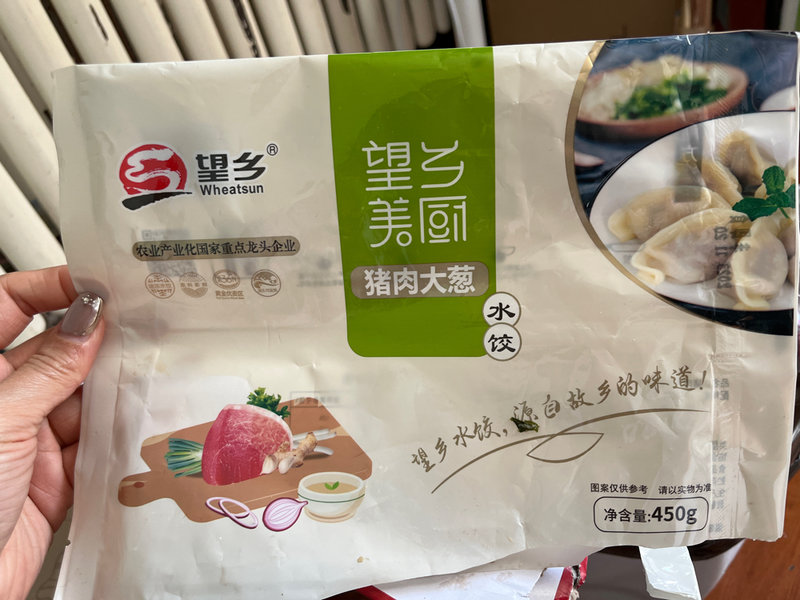 望乡®
Wheatsun
农业产业化国家重点龙头企业
望乡
美厨
猪肉大葱
水
饺
望乡水饺,源自故乡的味道!
图案仅供参考 请以实物为准
净含量:450g